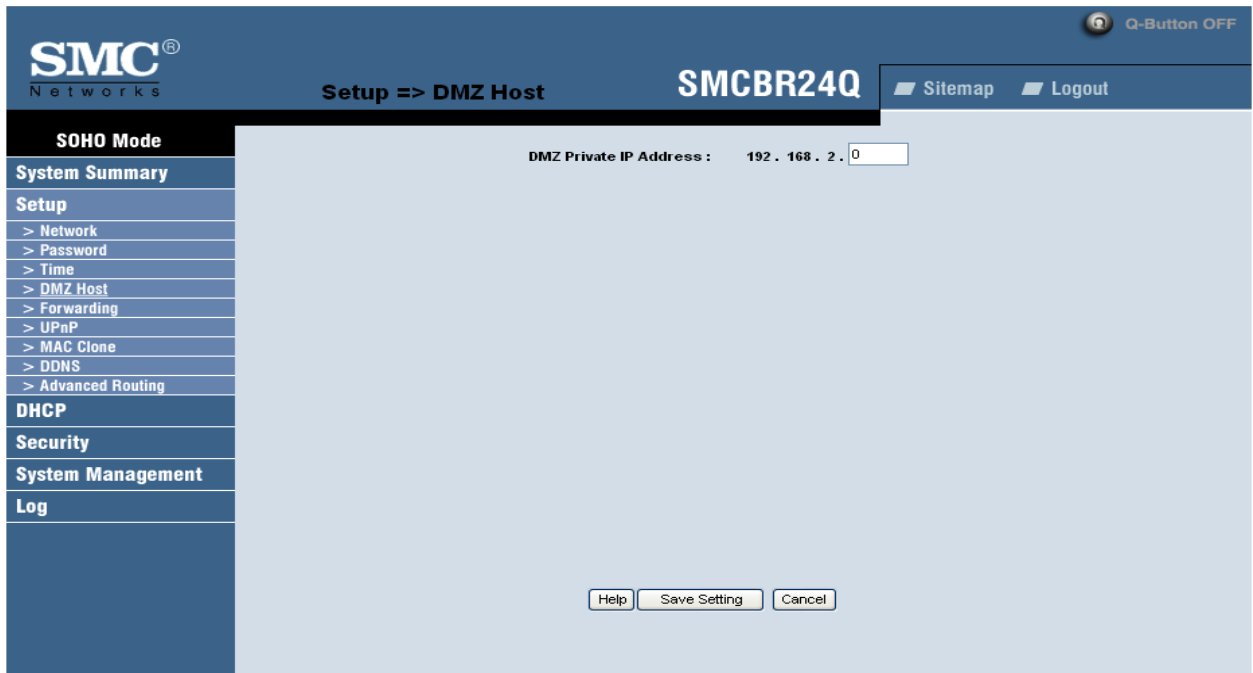 Q-Button OFF
SMC®
Networks
Setup => DMZ Host
SMCBR24Q
Sitemap
Logout
SOHO Mode
System Summary
Setup
> Network
> Password
> Time
> DMZ Host
> Forwarding
> UPnP
> MAC Clone
> DDNS
> Advanced Routing
DHCP
Security
System Management
Log
DMZ Private IP Address : 192 . 168 . 2 . 0
Help Save Setting Cancel